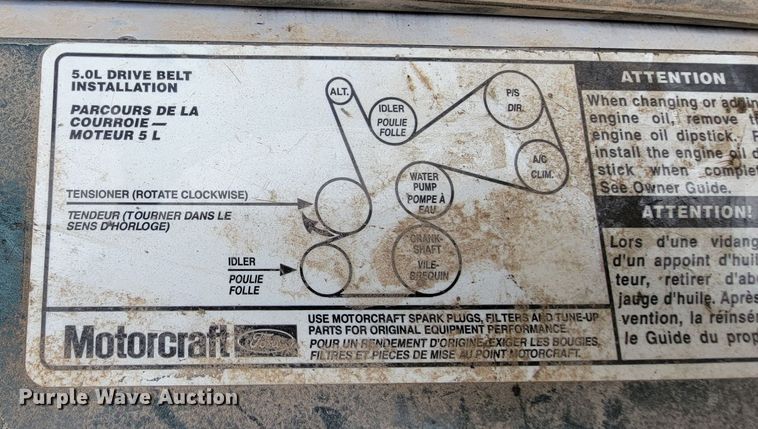 5.0L DRIVE BELT
INSTALLATION
PARCOURS DE LA
COURROIE —
MOTEUR 5 L
ALT.
IDLER
POULIE
FOLLE
P/S
DIR.
A/C
CLIM.
WATER
PUMP
POMPE À
EAU
CRANK-
SHAFT
VILE-
BREQUIN
TENSIONER (ROTATE CLOCKWISE)
TENDEUR (TOURNER DANS LE
SENS D'HORLOGE)
IDLER
POULIE
FOLLE
Motorcraft
Ford
USE MOTORCRAFT SPARK PLUGS, FILTERS AND TUNE-UP
PARTS FOR ORIGINAL EQUIPMENT PERFORMANCE.
POUR UN RENDEMENT D'ORIGINE, EXIGER LES BOUGIES,
FILTRES ET PIECES DE MISE AU POINT MOTORCRAFT.
ATTENTION
When changing or adding
engine oil, remove
engine oil dipstick.
install the engine oil
stick when complet
See Owner Guide.
ATTENTION!
Lors d'une vidang
d'un appoint d'huil
teur, retirer d'abo
jauge d'huile. Après
vention, la réinsér
le Guide du prop
Purple Wave Auction